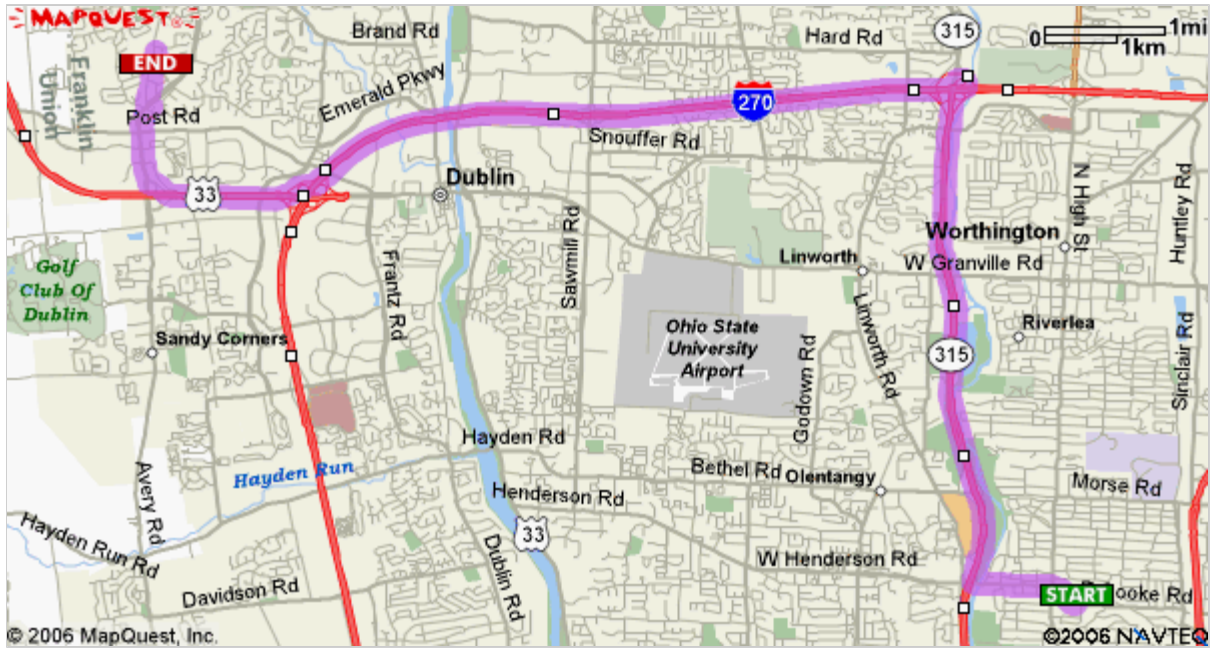 MAPQUEST
Brand Rd
Hard Rd
315
0
1mi
1km
END
Franklin
Union
Emerald Pkwy
270
Post Rd
Snouffer Rd
33
Dublin
N High St
Huntley Rd
Worthington
Linworth
W Granville Rd
Golf
Club Of
Dublin
Frantz Rd
Sawmill Rd
Sandy Corners
Ohio State
University
Airport
Godown Rd
Linworth Rd
315
Riverlea
Sinclair Rd
Hayden Rd
Bethel Rd
Olentangy
Morse Rd
Hayden Run
Avery Rd
Henderson Rd
33
Hayden Run Rd
Dublin Rd
W Henderson Rd
Davidson Rd
START
ooke Rd
© 2006 MapQuest, Inc.
©2006 NAVTEQ